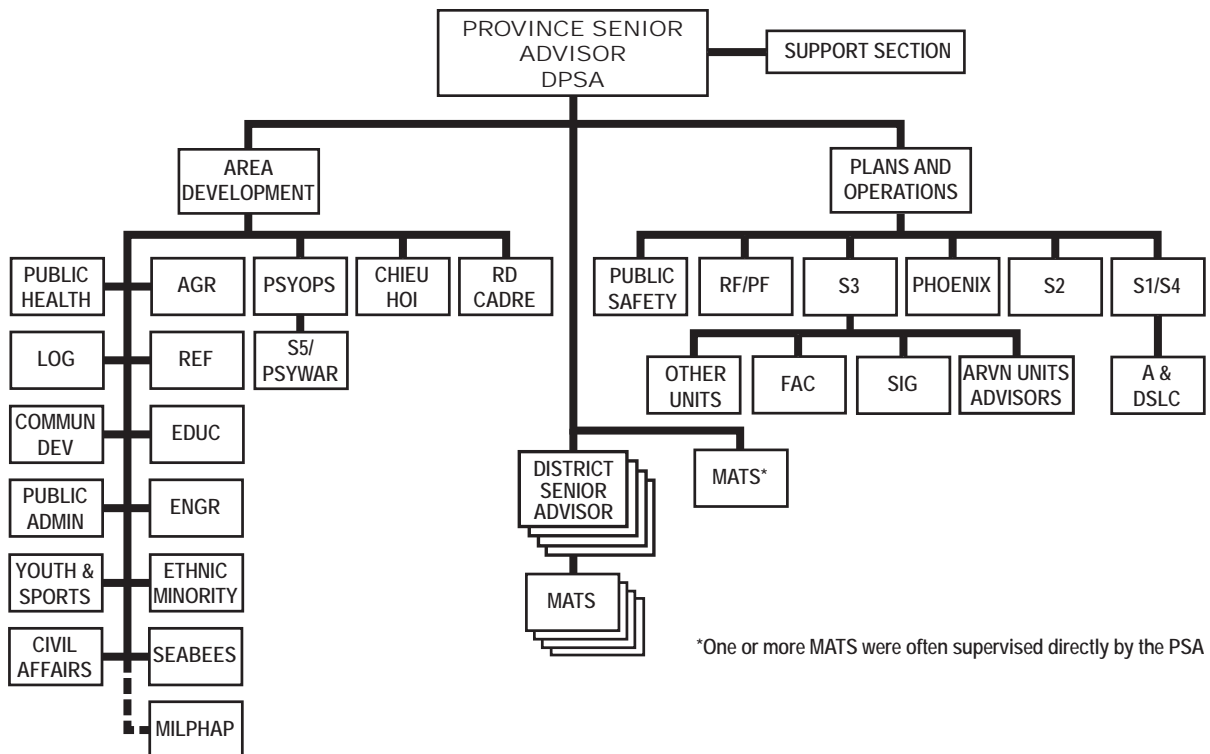 PROVINCE SENIOR
ADVISOR
DPSA
SUPPORT SECTION
AREA
DEVELOPMENT
PLANS AND
OPERATIONS
PUBLIC
HEALTH
AGR
PSYOPS
CHIEU
HOI
RD
CADRE
PUBLIC
SAFETY
RF/PF
S3
PHOENIX
S2
S1/S4
LOG
REF
S5/
PSYWAR
OTHER
UNITS
FAC
SIG
ARVN UNITS
ADVISORS
A &
DSLC
COMMUN
DEV
EDUC
DISTRICT
SENIOR
ADVISOR
MATS*
PUBLIC
ADMIN
ENGR
YOUTH &
SPORTS
ETHNIC
MINORITY
MATS
CIVIL
AFFAIRS
SEABEES
*One or more MATS were often supervised directly by the PSA
MILPHAP